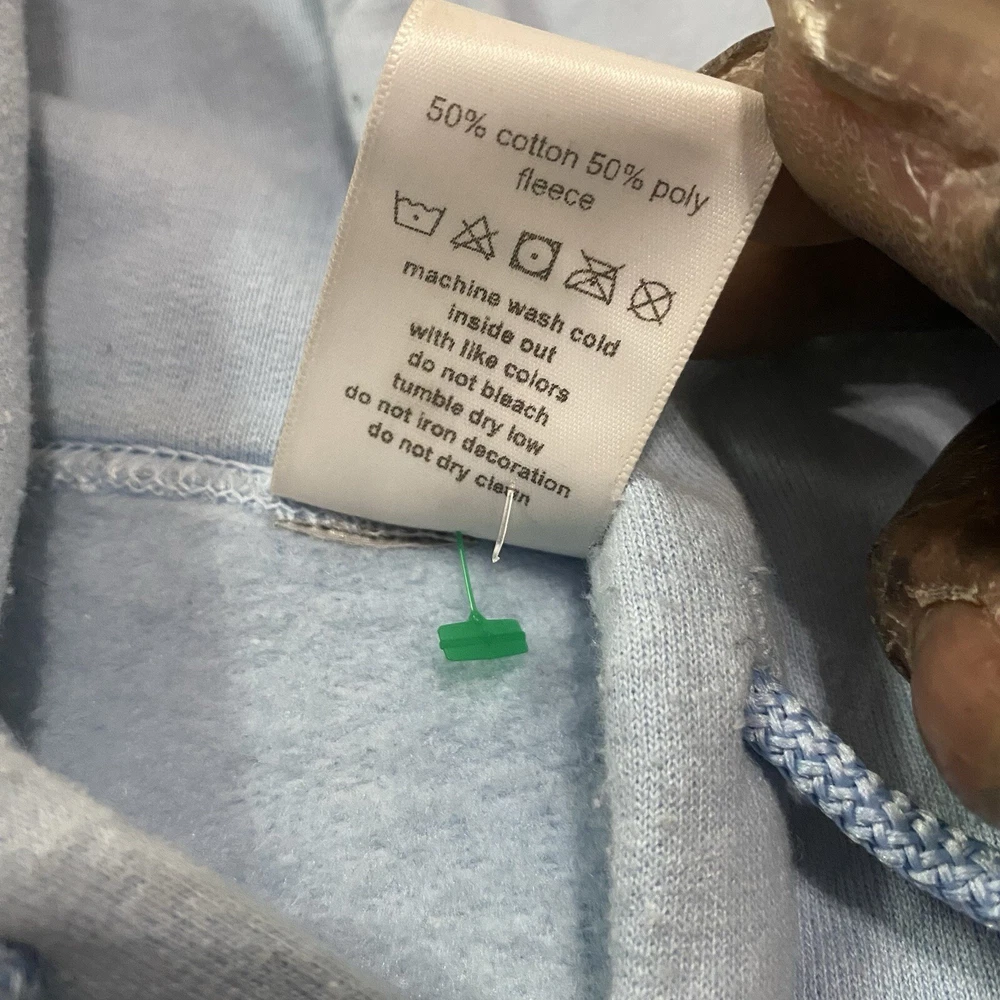 50% cotton 50% poly
fleece
machine wash cold
inside out
with like colors
do not bleach
tumble dry low
do not iron decoration
do not dry clean